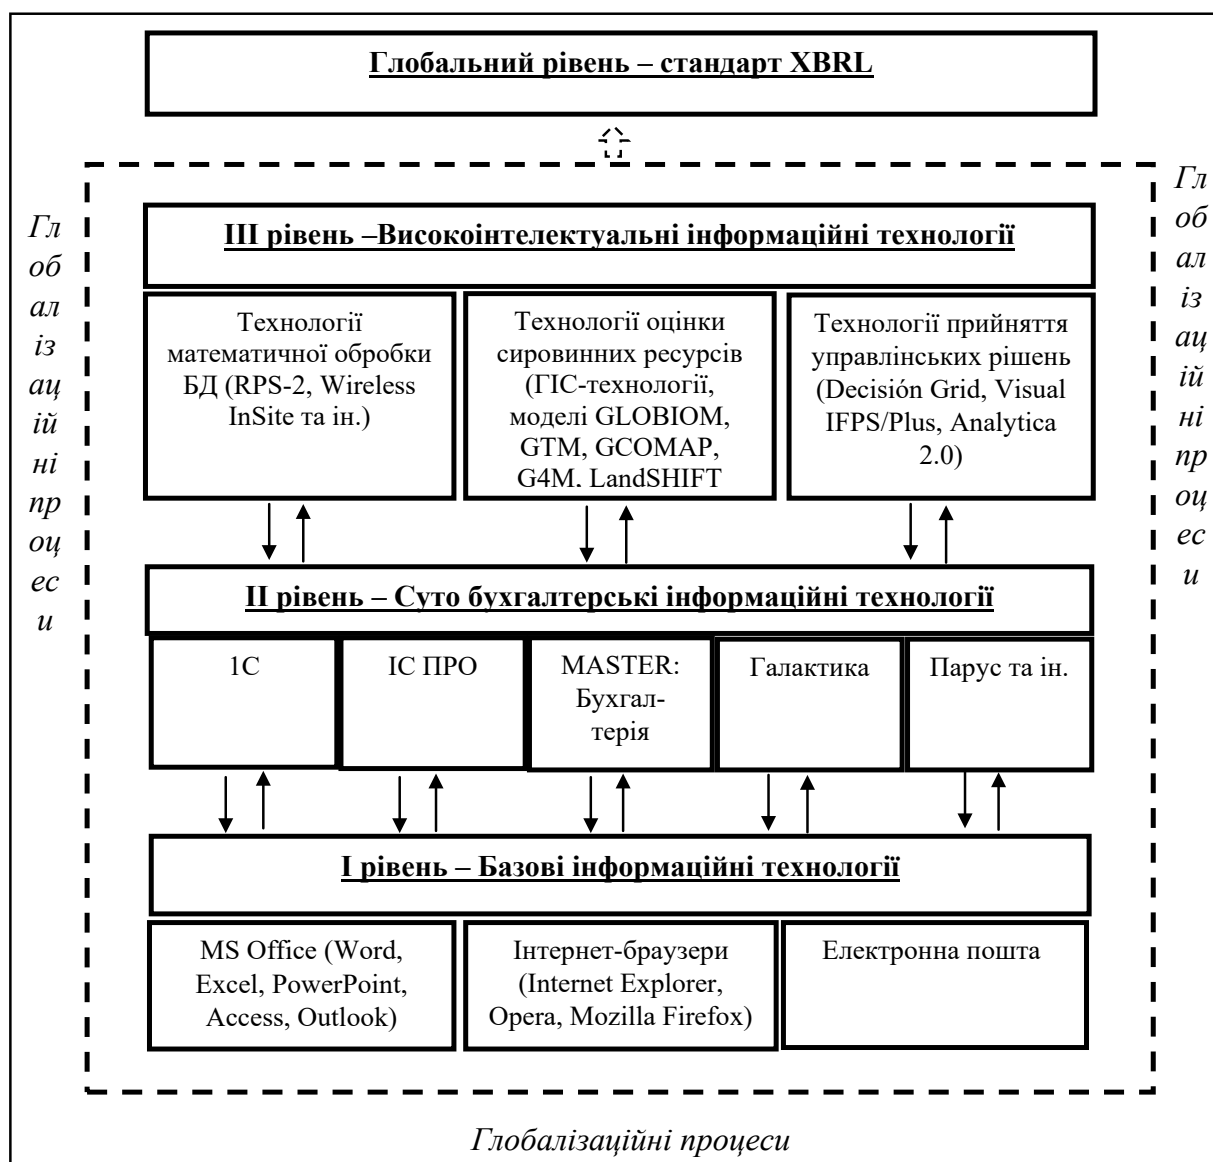 Глобальний рівень – стандарт XBRL
Гл
об
ал
із
ац
ій
ні
пр
оц
ес
и
Гл
об
ал
із
ац
ій
ні
пр
оц
ес
и
III рівень –Високоінтелектуальні інформаційні технології
Технології
математичної обробки
БД (RPS-2, Wireless
InSite та ін.)
Технології оцінки
сировинних ресурсів
(ГІС-технології,
моделі GLOBIOM,
GTM, GCOMAP,
G4M, LandSHIFT
Технології прийняття
управлінських рішень
(Decisión Grid, Visual
IFPS/Plus, Analytica
2.0)
II рівень – Суто бухгалтерські інформаційні технології
1С
ІС ПРО
MASTER:
Бухгал-
терія
Галактика
Парус та ін.
I рівень – Базові інформаційні технології
MS Office (Word,
Excel, PowerPoint,
Access, Outlook)
Інтернет-браузери
(Internet Explorer,
Opera, Mozilla Firefox)
Електронна пошта
Глобалізаційні процеси